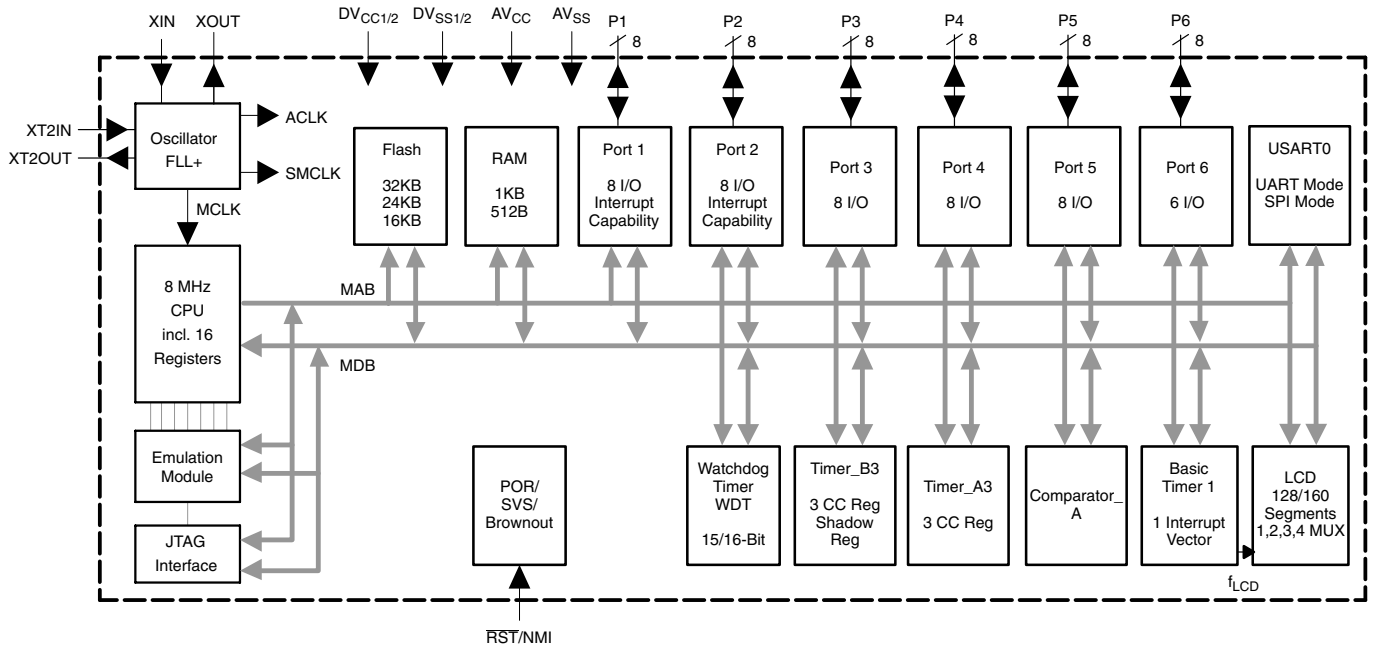 XIN XOUT DVCC1/2 DVSS1/2 AVCC AVSS P1 P2 P3 P4 P5 P6
8 8 8 8 8 8
XT2IN
XT2OUT
Oscillator
FLL+
ACLK
SMCLK
MCLK
Flash
32KB
24KB
16KB
RAM
1KB
512B
Port 1
8 I/O
Interrupt
Capability
Port 2
8 I/O
Interrupt
Capability
Port 3
8 I/O
Port 4
8 I/O
Port 5
8 I/O
Port 6
6 I/O
USART0
UART Mode
SPI Mode
8 MHz
CPU
incl. 16
Registers
MAB
MDB
Emulation
Module
JTAG
Interface
POR/
SVS/
Brownout
RST/NMI
Watchdog
Timer
WDT
15/16-Bit
Timer_B3
3 CC Reg
Shadow
Reg
Timer_A3
3 CC Reg
Comparator_
A
Basic
Timer 1
1 Interrupt
Vector
fLCD
LCD
128/160
Segments
1,2,3,4 MUX